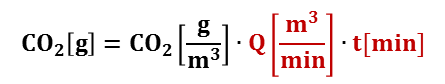 CO₂[g] = CO₂[g/m³] · Q[m³/min] · t[min]